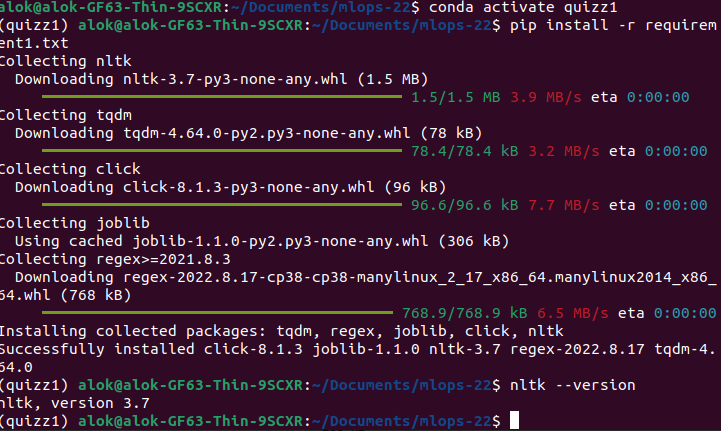 alok@alok-GF63-Thin-9SCXR:~/Documents/mlops-22$ conda activate quizz1
(quizz1) alok@alok-GF63-Thin-9SCXR:~/Documents/mlops-22$ pip install -r requirem
ent1.txt
Collecting nltk
  Downloading nltk-3.7-py3-none-any.whl (1.5 MB)
1.5/1.5 MB 3.9 MB/s eta 0:00:00
Collecting tqdm
  Downloading tqdm-4.64.0-py2.py3-none-any.whl (78 kB)
78.4/78.4 kB 3.2 MB/s eta 0:00:00
Collecting click
  Downloading click-8.1.3-py3-none-any.whl (96 kB)
96.6/96.6 kB 7.7 MB/s eta 0:00:00
Collecting joblib
  Using cached joblib-1.1.0-py2.py3-none-any.whl (306 kB)
Collecting regex>=2021.8.3
  Downloading regex-2022.8.17-cp38-cp38-manylinux_2_17_x86_64.manylinux2014_x86_
64.whl (768 kB)
768.9/768.9 kB 6.5 MB/s eta 0:00:00
Installing collected packages: tqdm, regex, joblib, click, nltk
Successfully installed click-8.1.3 joblib-1.1.0 nltk-3.7 regex-2022.8.17 tqdm-4.
64.0
(quizz1) alok@alok-GF63-Thin-9SCXR:~/Documents/mlops-22$ nltk --version
nltk, version 3.7
(quizz1) alok@alok-GF63-Thin-9SCXR:~/Documents/mlops-22$